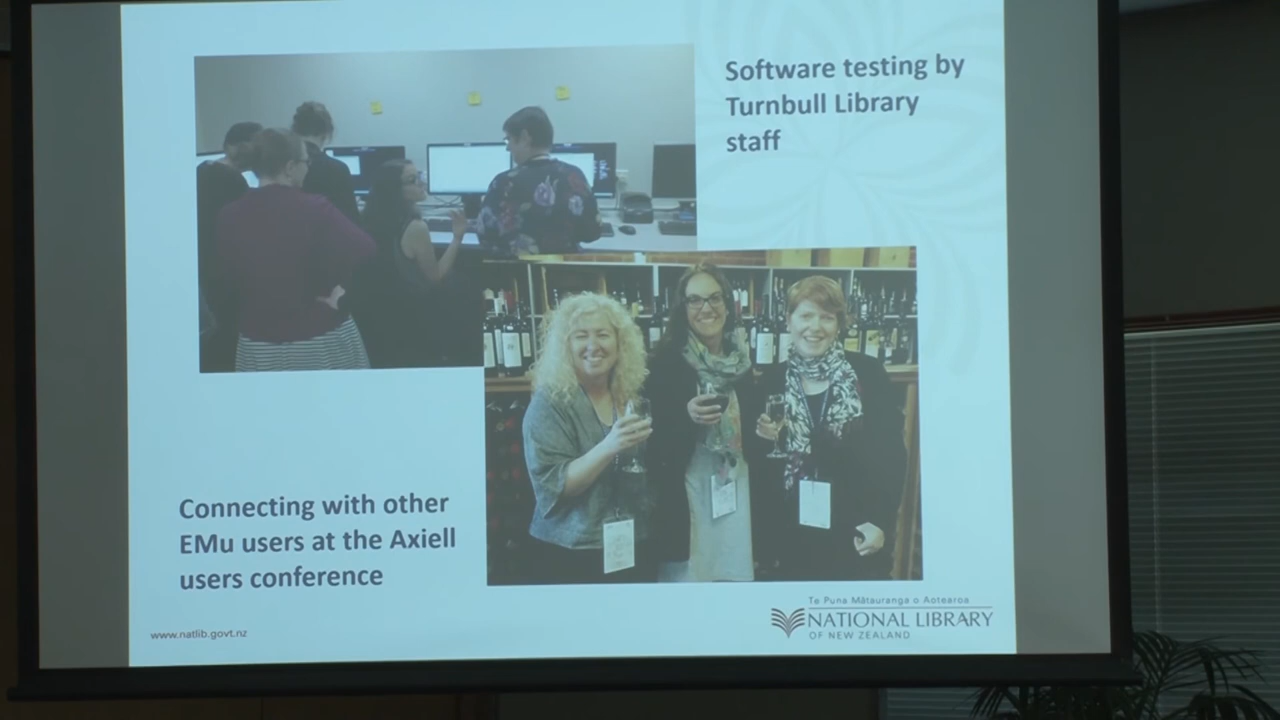 Software testing by
Turnbull Library
staff
Connecting with other
EMu users at the Axiell
users conference
www.natlib.govt.nz
Te Puna Mātauranga o Aotearoa
NATIONAL LIBRARY
OF NEW ZEALAND